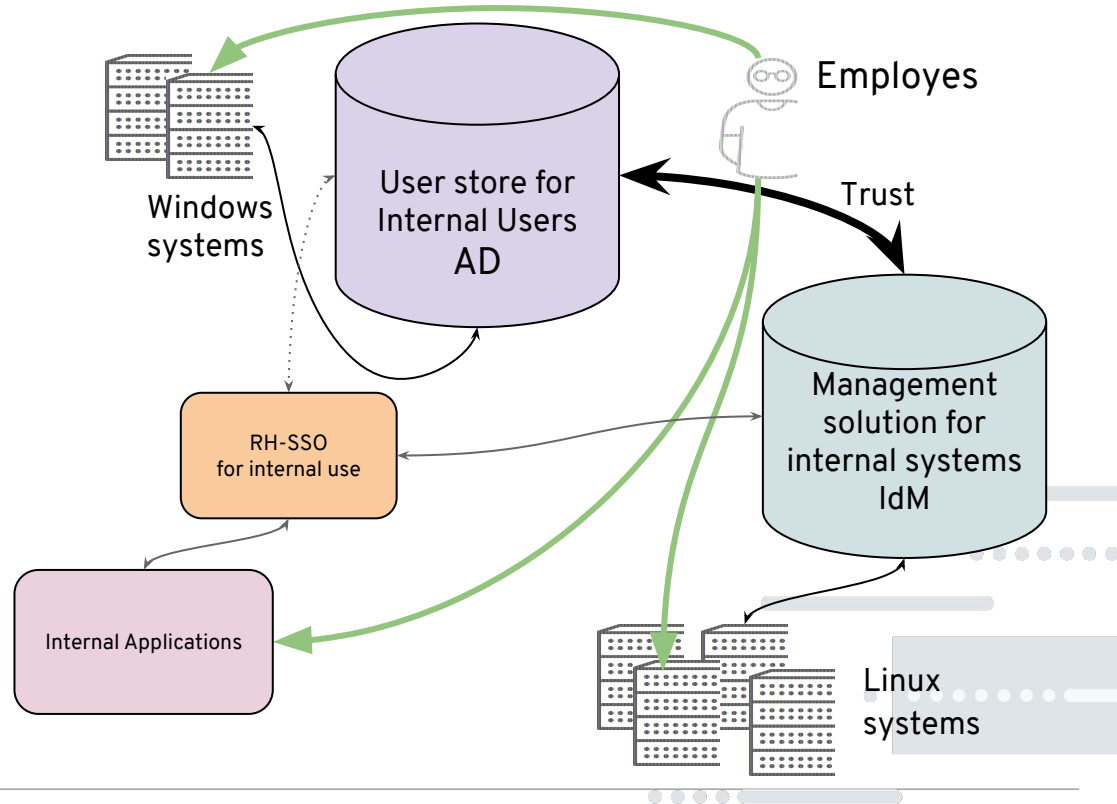 Employes
User store for
Internal Users
AD
Trust
Windows
systems
Management
solution for
internal systems
IdM
RH-SSO
for internal use
Internal Applications
Linux
systems